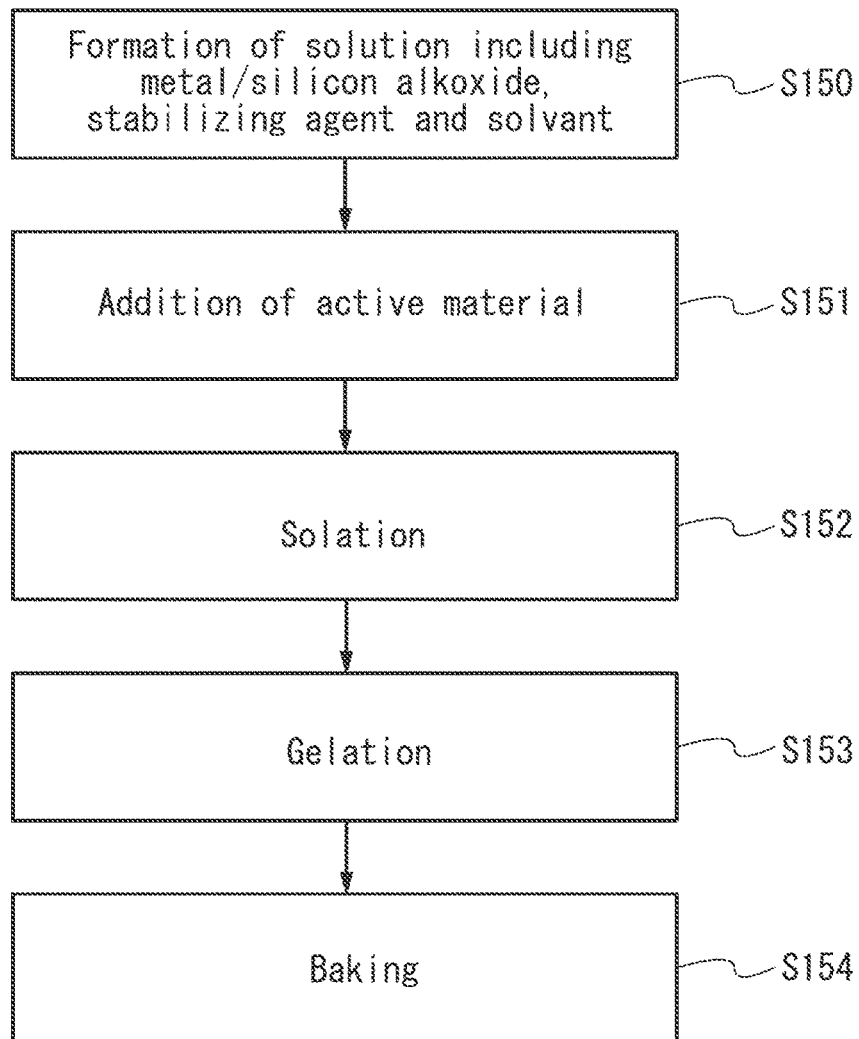 Formation of solution including
metal/silicon alkoxide,
stabilizing agent and solvant
S150
Addition of active material
S151
Solation
S152
Gelation
S153
Baking
S154